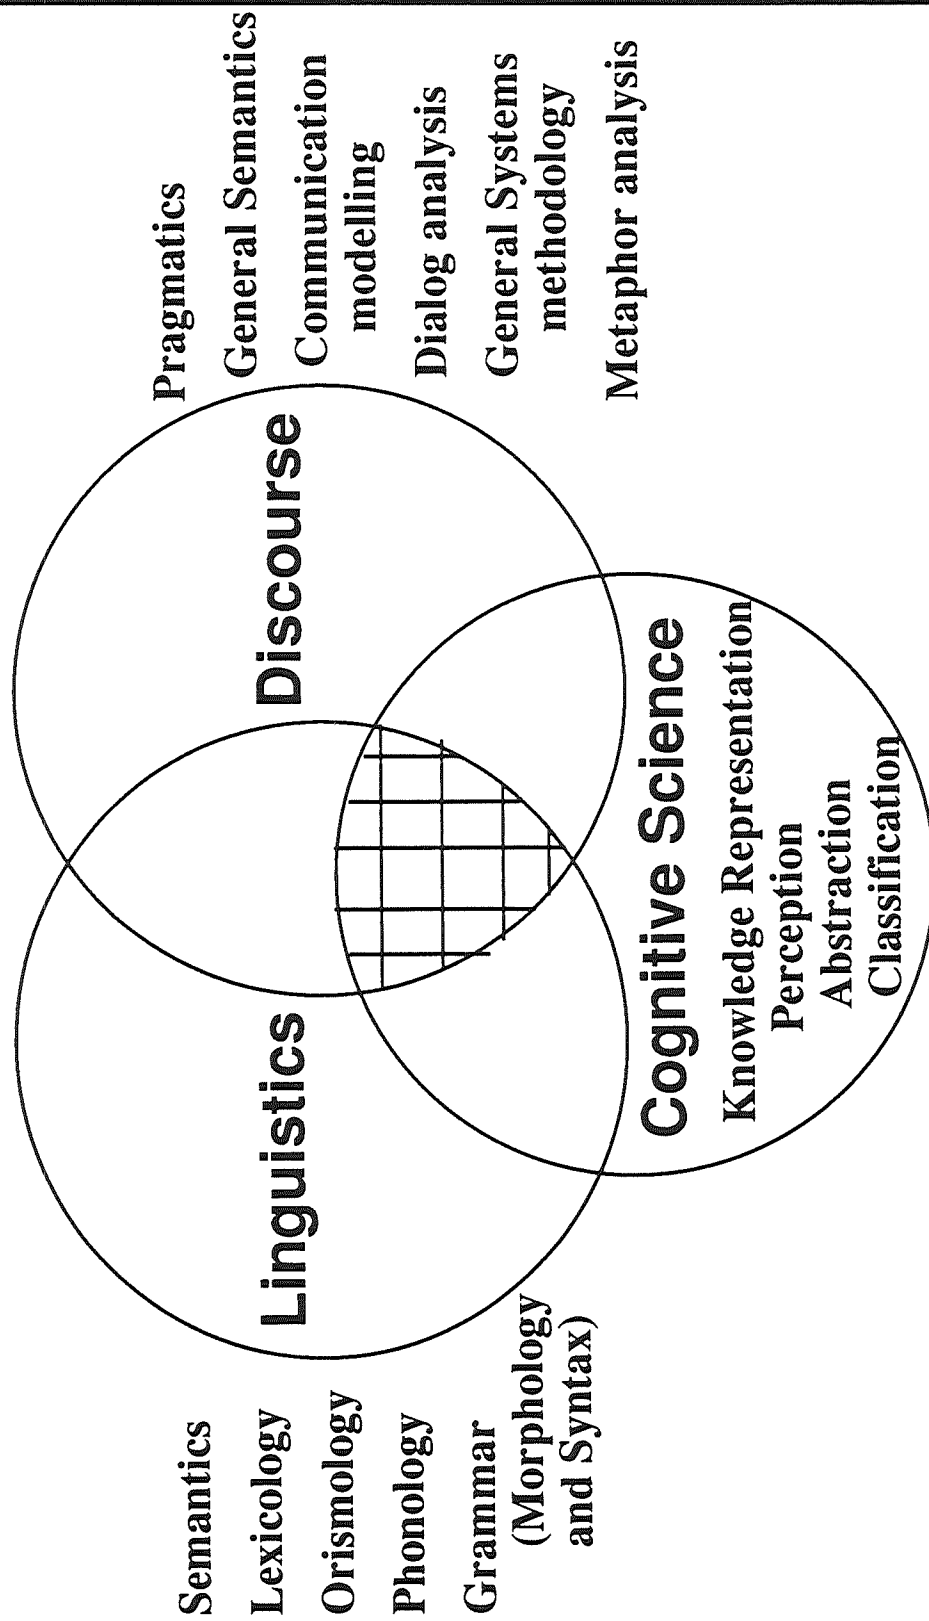 Semantics
Lexicology
Orismology
Phonology
Grammar
(Morphology
and Syntax)
Linguistics
Discourse
Pragmatics
General Semantics
Communication
modelling
Dialog analysis
General Systems
methodology
Metaphor analysis
Cognitive Science
Knowledge Representation
Perception
Abstraction
Classification